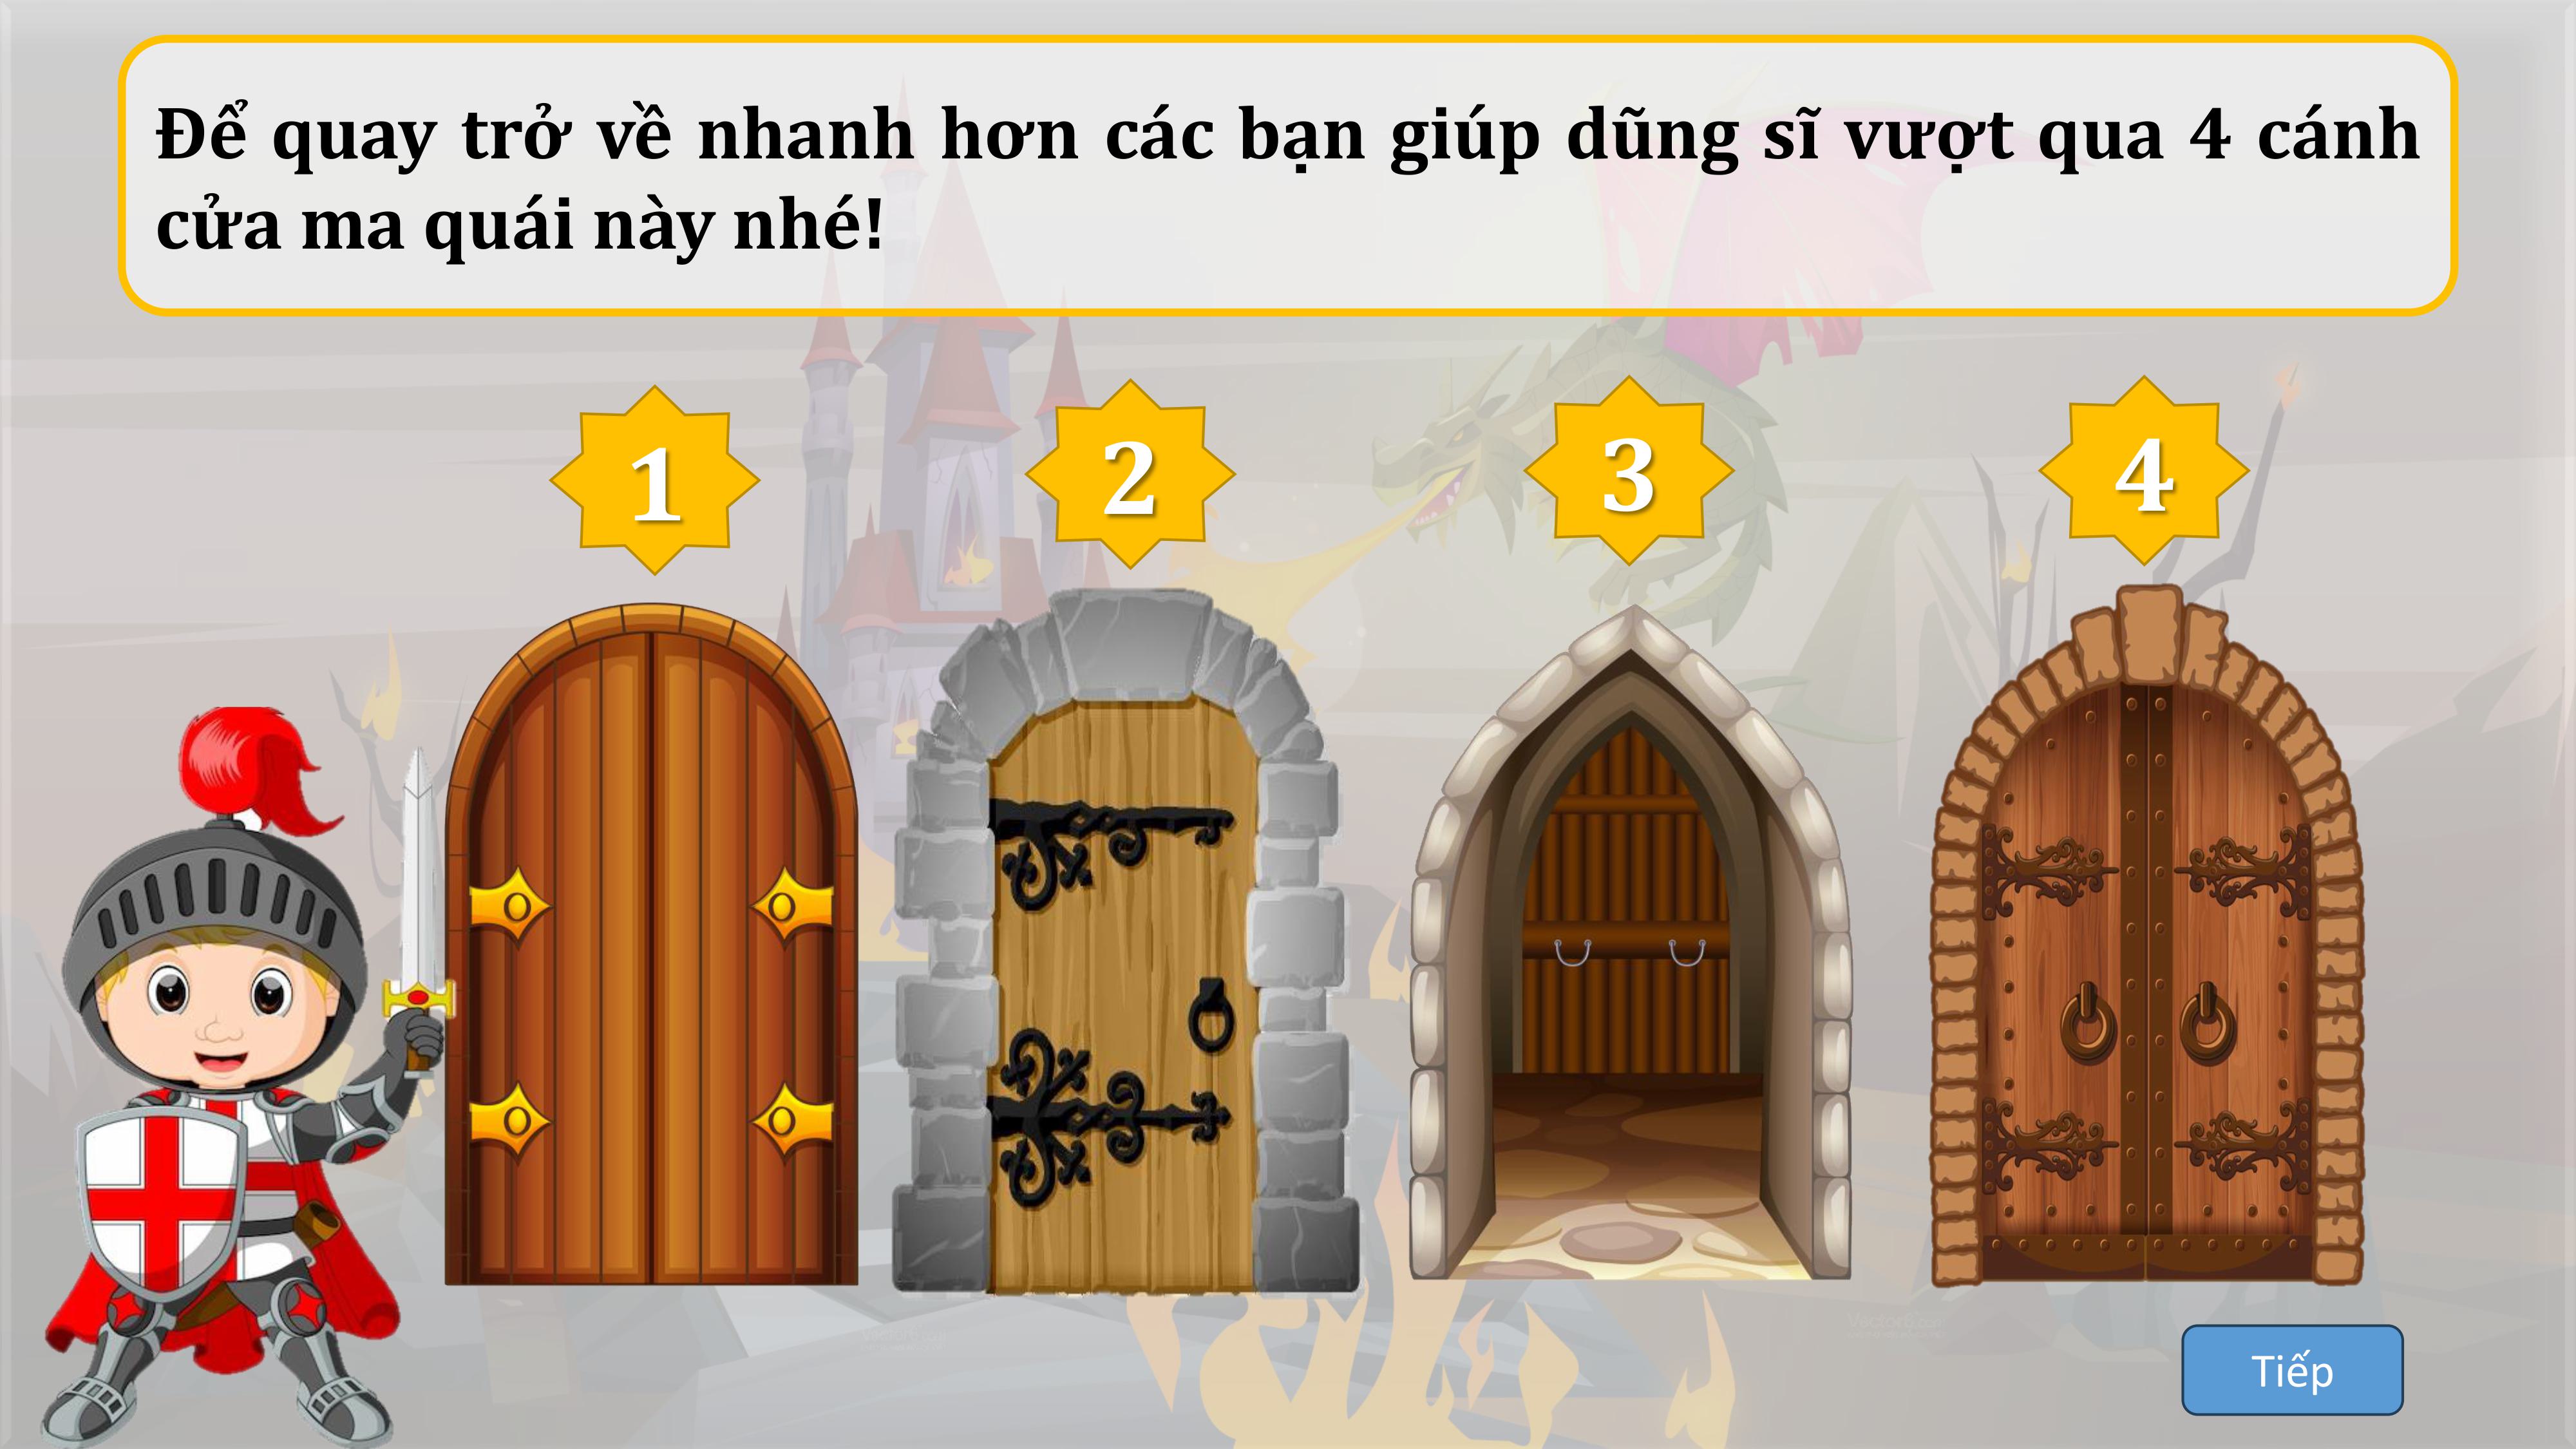 Để quay trở về nhanh hơn các bạn giúp dũng sĩ vượt qua 4 cánh
cửa ma quái này nhé!
1
2
3
4
Tiếp